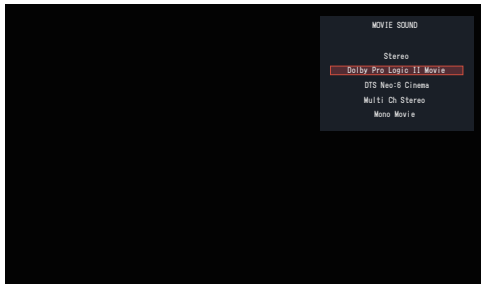 MOVIE SOUND
Stereo
Dolby Pro Logic II Movie
DTS Neo:6 Cinema
Multi Ch Stereo
Mono Movie